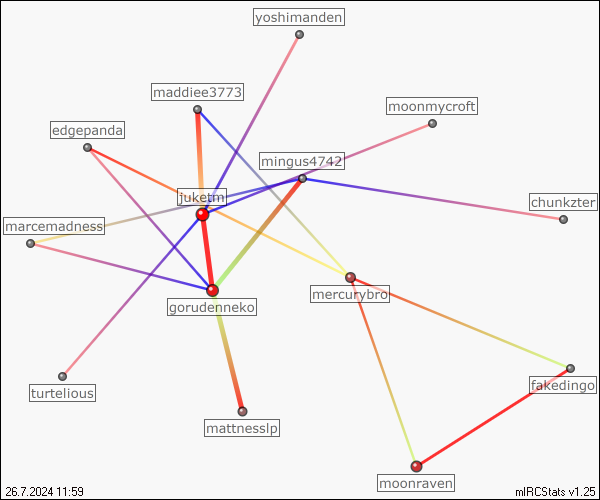 yoshimanden
maddiee3773
moonmycroft
edgepanda
mingus4742
juketm
chunkzter
marcemadness
mercurybro
gorudenneko
fakedingo
turtelious
mattnesslp
moonraven
26.7.2024 11:59
mIRCStats v1.25